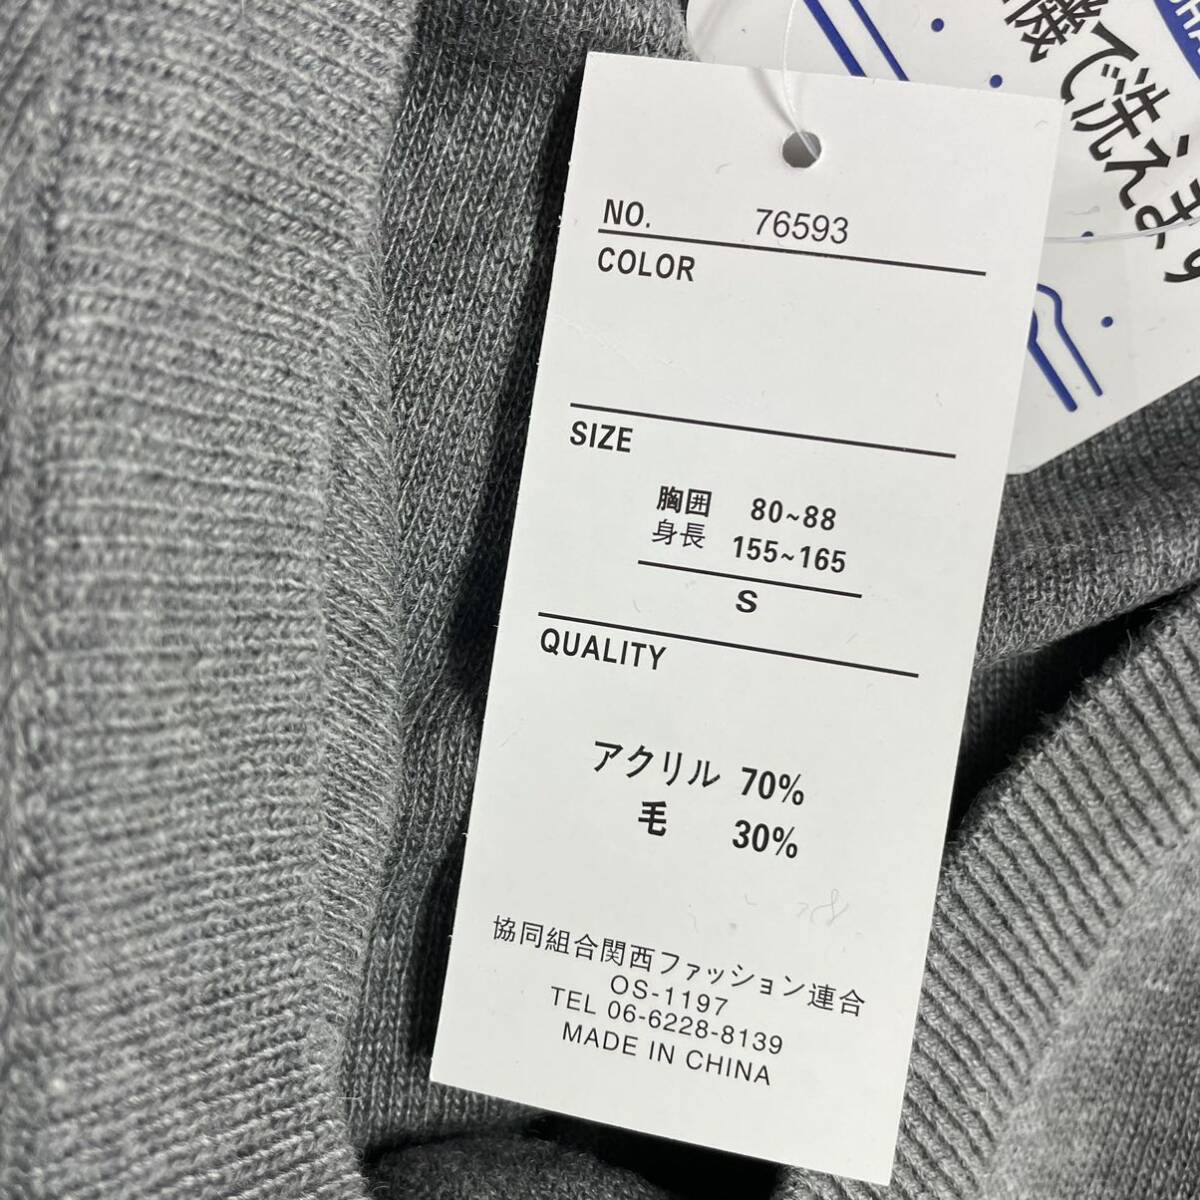 機で洗えます
NO. 76593
COLOR
SIZE
胸囲 80~88
身長 155~165
S
QUALITY
アクリル 70%
毛 30%
協同組合関西ファッション連合
OS-1197
TEL 06-6228-8139
MADE IN CHINA